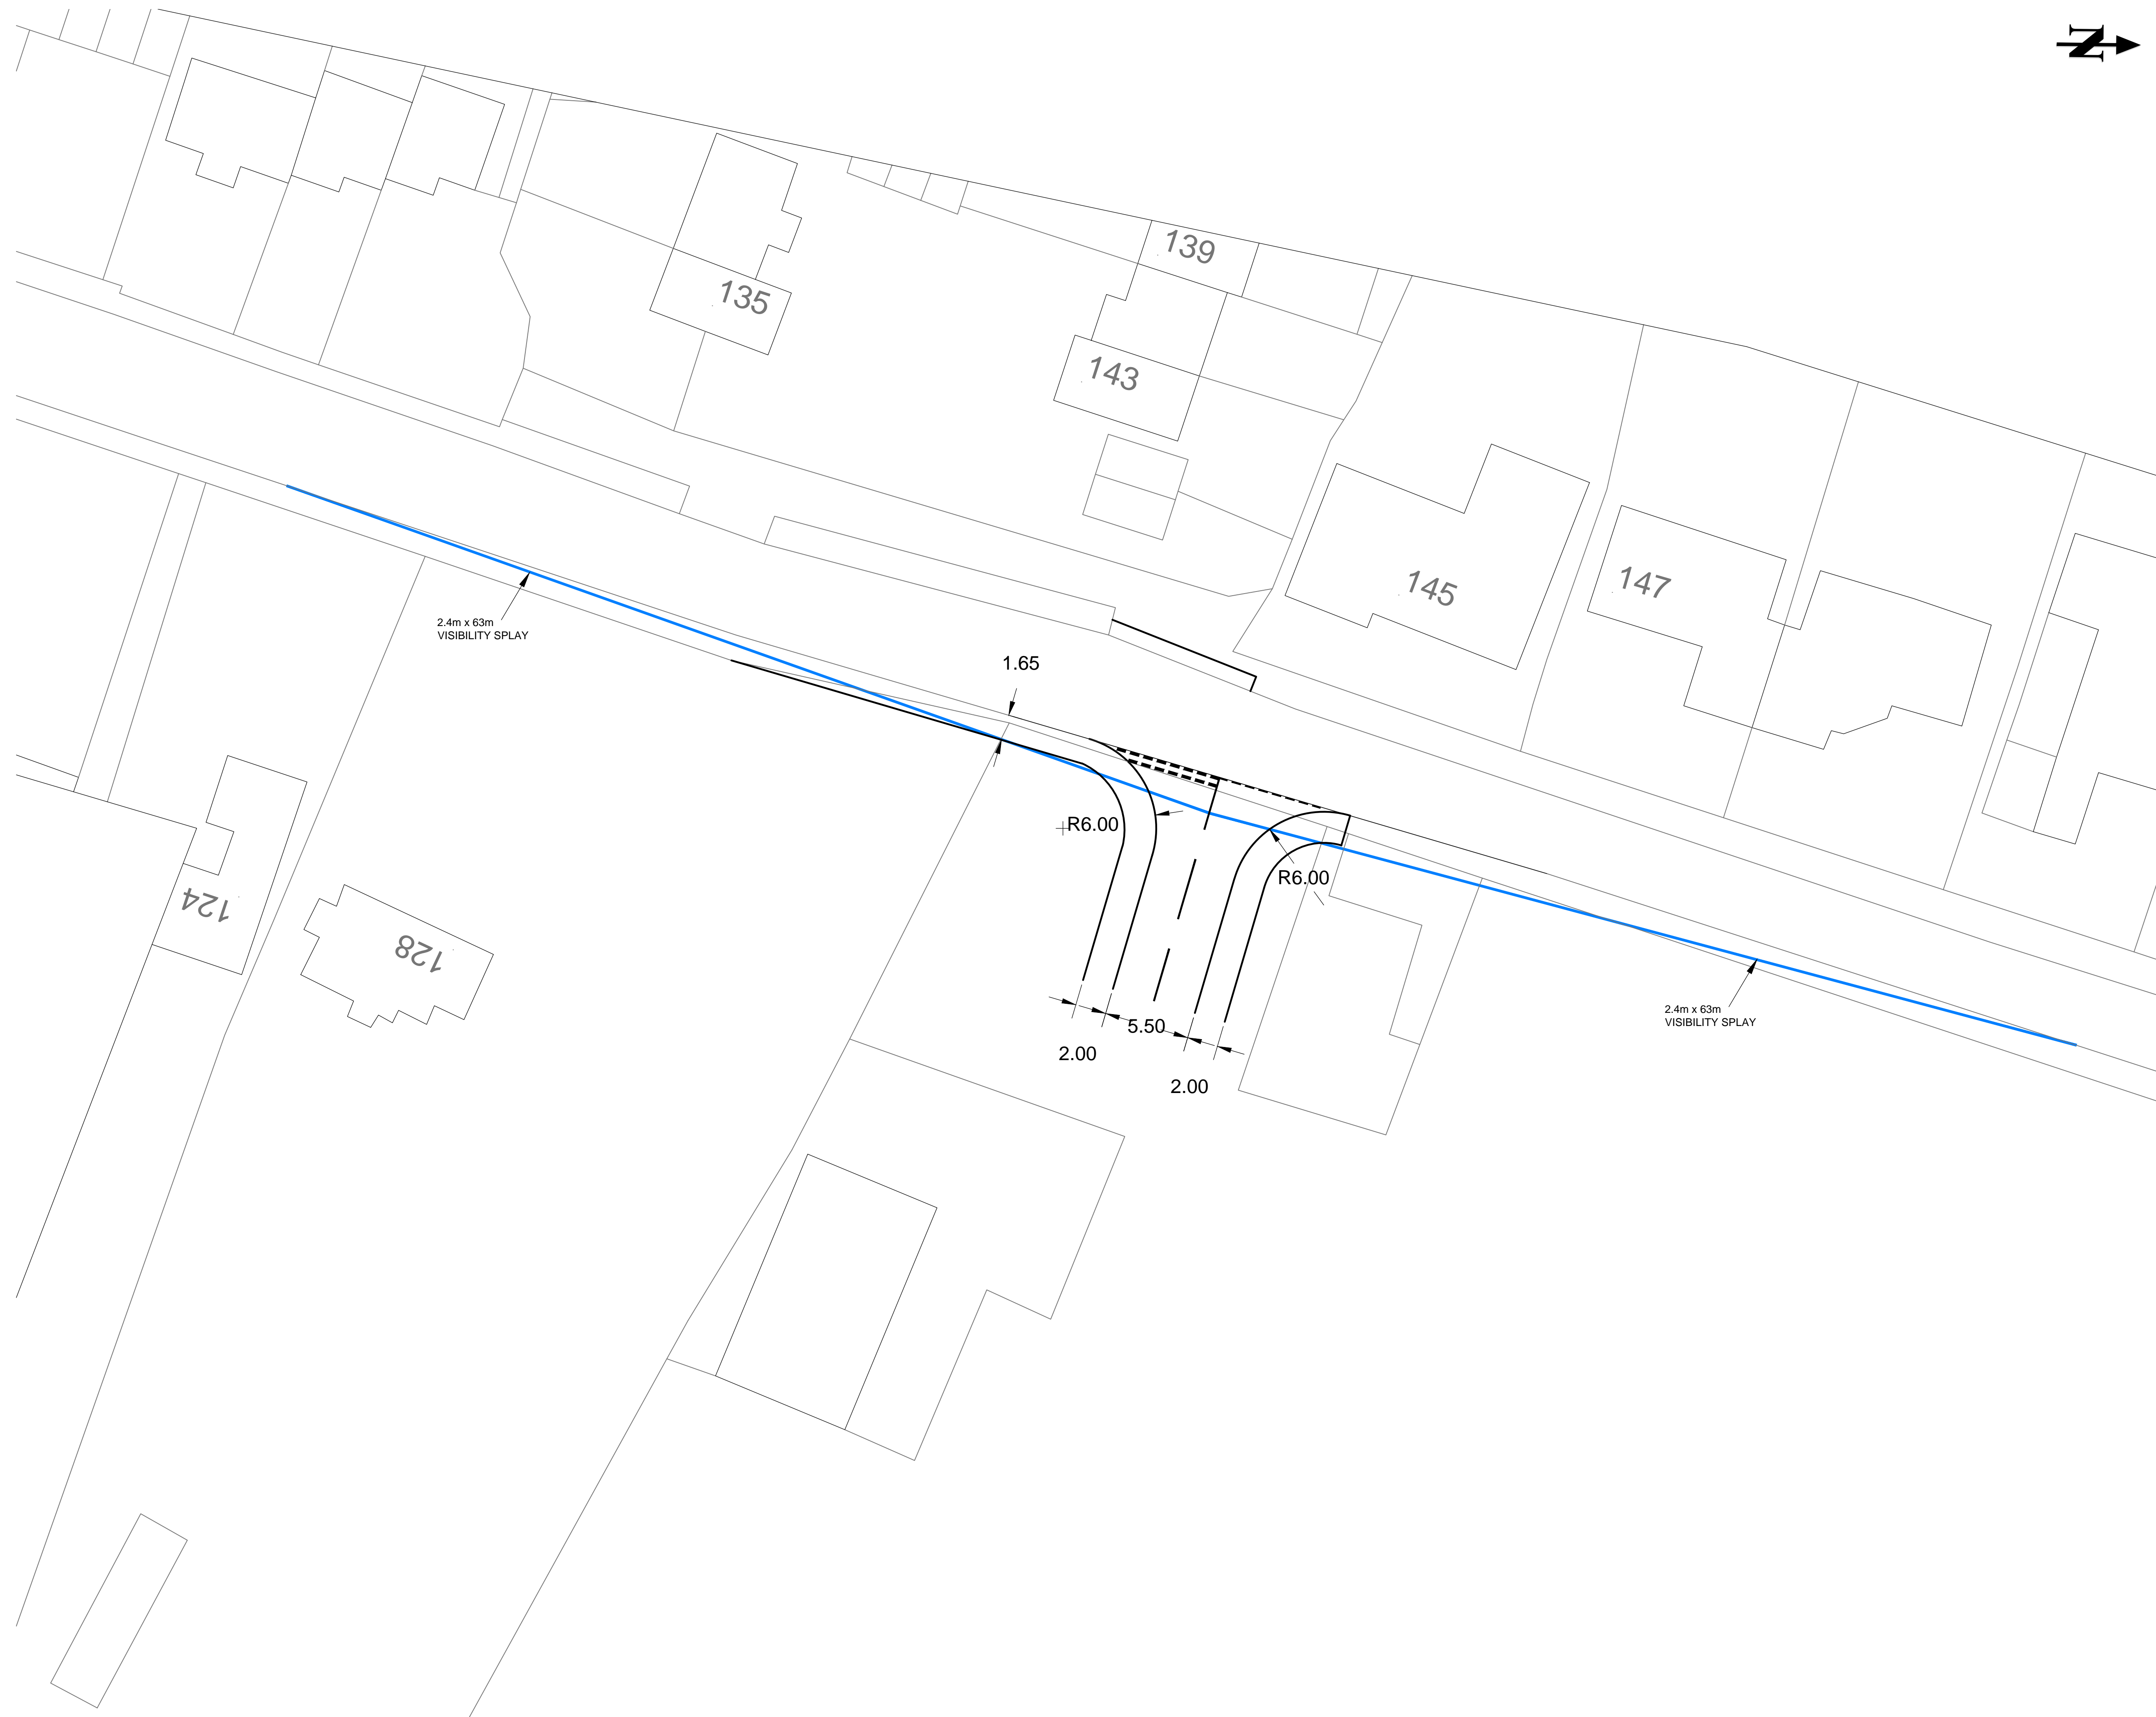 N
139
135
143
145
147
2.4m x 63m
VISIBILITY SPLAY
1.65
R6.00
R6.00
124
128
2.4m x 63m
VISIBILITY SPLAY
5.50
2.00
2.00